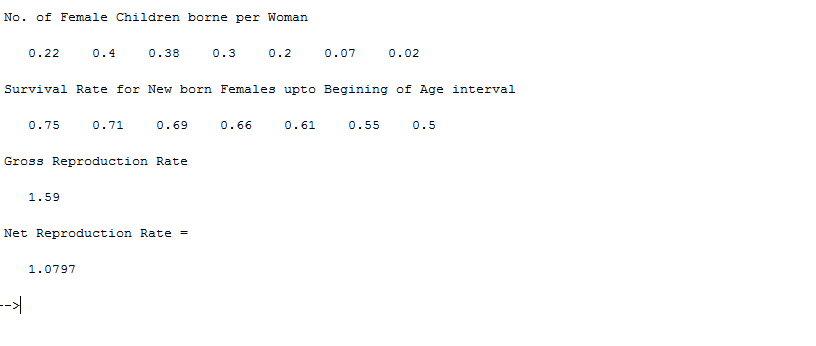 No. of Female Children borne per Woman
0.22 0.4 0.38 0.3 0.2 0.07 0.02
Survival Rate for New born Females upto Begining of Age interval
0.75 0.71 0.69 0.66 0.61 0.55 0.5
Gross Reproduction Rate
1.59
Net Reproduction Rate =
1.0797
-->